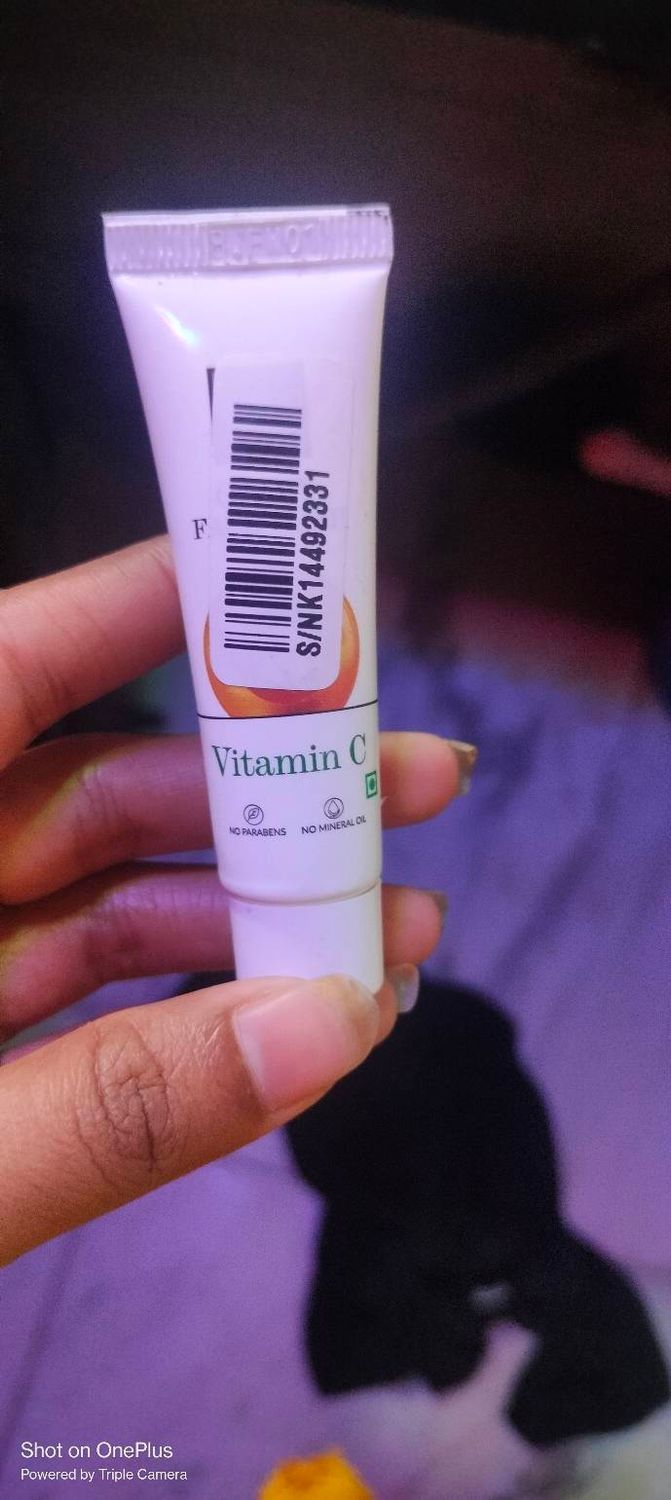 S/NK14492331
Vitamin C
NO PARABENS
NO MINERAL OIL
Shot on OnePlus
Powered by Triple Camera